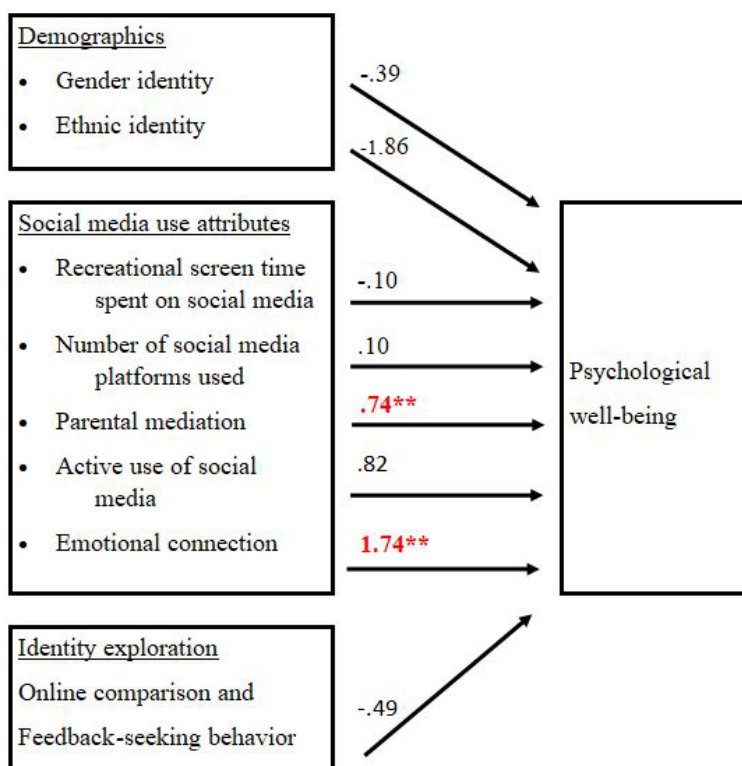 Demographics
• Gender identity
• Ethnic identity
-.39
-1.86
Social media use attributes
• Recreational screen time
spent on social media
• Number of social media
platforms used
• Parental mediation
• Active use of social
media
• Emotional connection
-.10
.10
.74**
.82
1.74**
Psychological
well-being
Identity exploration
Online comparison and
Feedback-seeking behavior
-.49